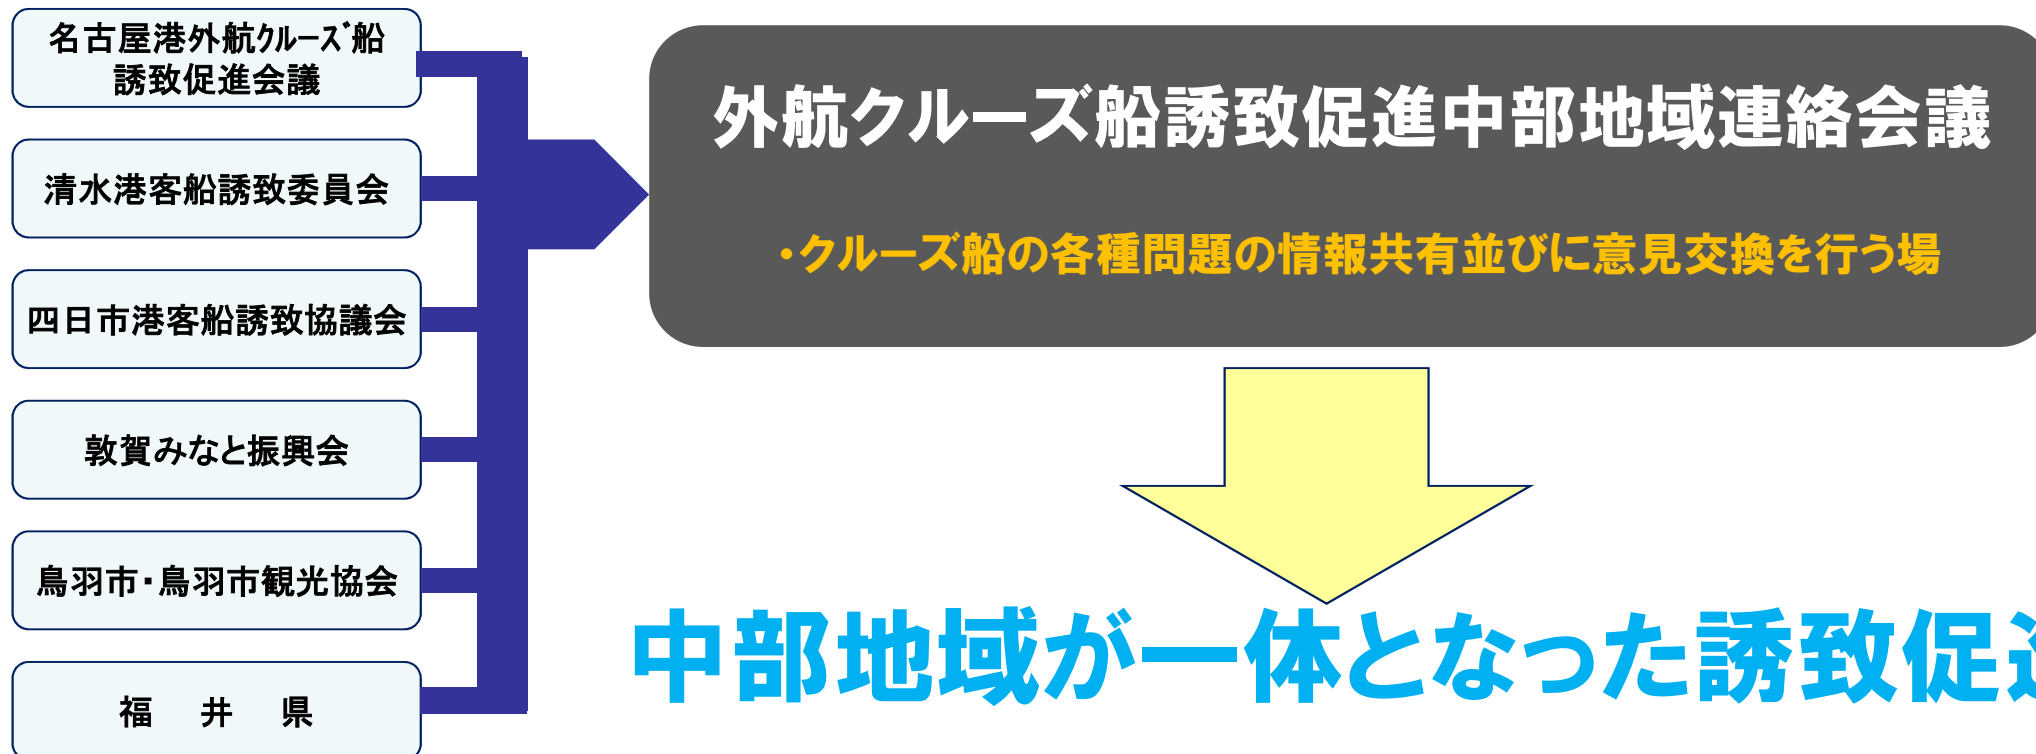 名古屋港外航ｸﾙｰｽﾞ船
誘致促進会議
清水港客船誘致委員会
四日市港客船誘致協議会
敦賀みなと振興会
鳥羽市・鳥羽市観光協会
福　井　県
外航クルーズ船誘致促進中部地域連絡会議
・クルーズ船の各種問題の情報共有並びに意見交換を行う場
中部地域が一体となった誘致促進